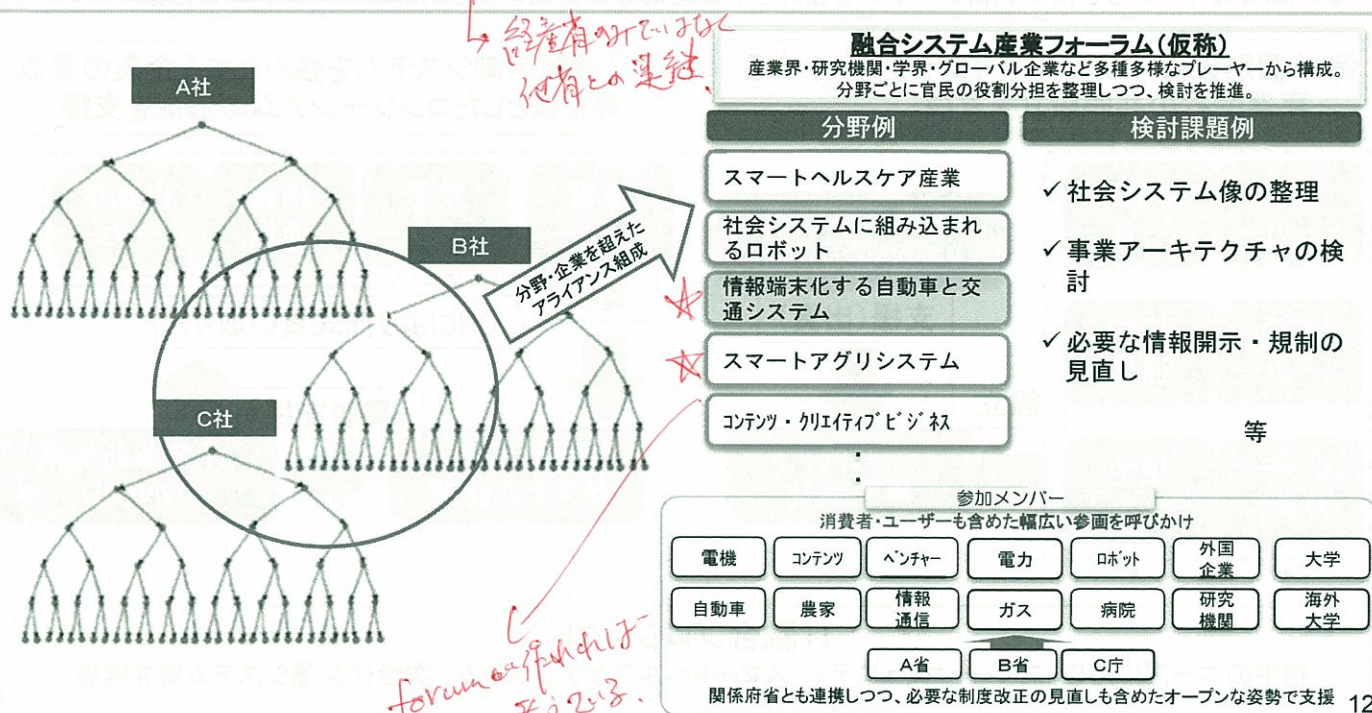 経産省のみではなく
他省との連携
融合システム産業フォーラム(仮称)
産業界・研究機関・学界・グローバル企業など多種多様なプレーヤーから構成。
分野ごとに官民の役割分担を整理しつつ、検討を推進。
A社
B社
C社
分野・企業を超えた
アライアンス組成
分野例
スマートヘルスケア産業
社会システムに組み込まれ
るロボット
情報端末化する自動車と交
通システム
スマートアグリシステム
コンテンツ・クリエイティブビジネス
検討課題例
✓ 社会システム像の整理
✓ 事業アーキテクチャの検
討
✓ 必要な情報開示・規制の
見直し
等
forum
参加メンバー
消費者・ユーザーも含めた幅広い参画を呼びかけ
電機 コンテンツ ベンチャー 電力 ロボット 外国企業 大学
自動車 農家 情報通信 ガス 病院 研究機関 海外大学
A省 B省 C庁
関係府省とも連携しつつ、必要な制度改正の見直しも含めたオープンな姿勢で支援
12